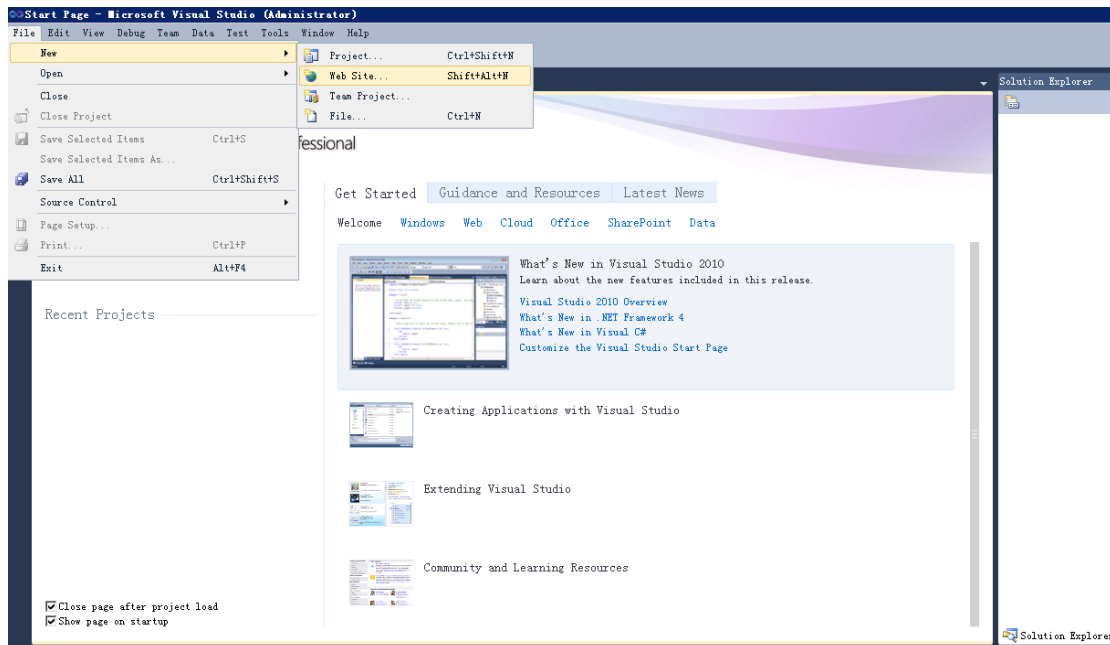 Start Page - Microsoft Visual Studio (Administrator)
File Edit View Debug Team Data Test Tools Window Help
New
Project... Ctrl+Shift+N
Open
Web Site... Shift+Alt+N
Close
Team Project...
Close Project
File... Ctrl+N
Save Selected Items Ctrl+S
Save Selected Items As...
Save All Ctrl+Shift+S
Source Control
Page Setup...
Print... Ctrl+P
Exit Alt+F4
fessional
Solution Explorer
Get Started Guidance and Resources Latest News
Welcome Windows Web Cloud Office SharePoint Data
What's New in Visual Studio 2010
Learn about the new features included in this release.
Visual Studio 2010 Overview
What's New in .NET Framework 4
What's New in Visual C#
Customize the Visual Studio Start Page
Recent Projects
Creating Applications with Visual Studio
Extending Visual Studio
Community and Learning Resources
Close page after project load
Show page on startup
Solution Explorer